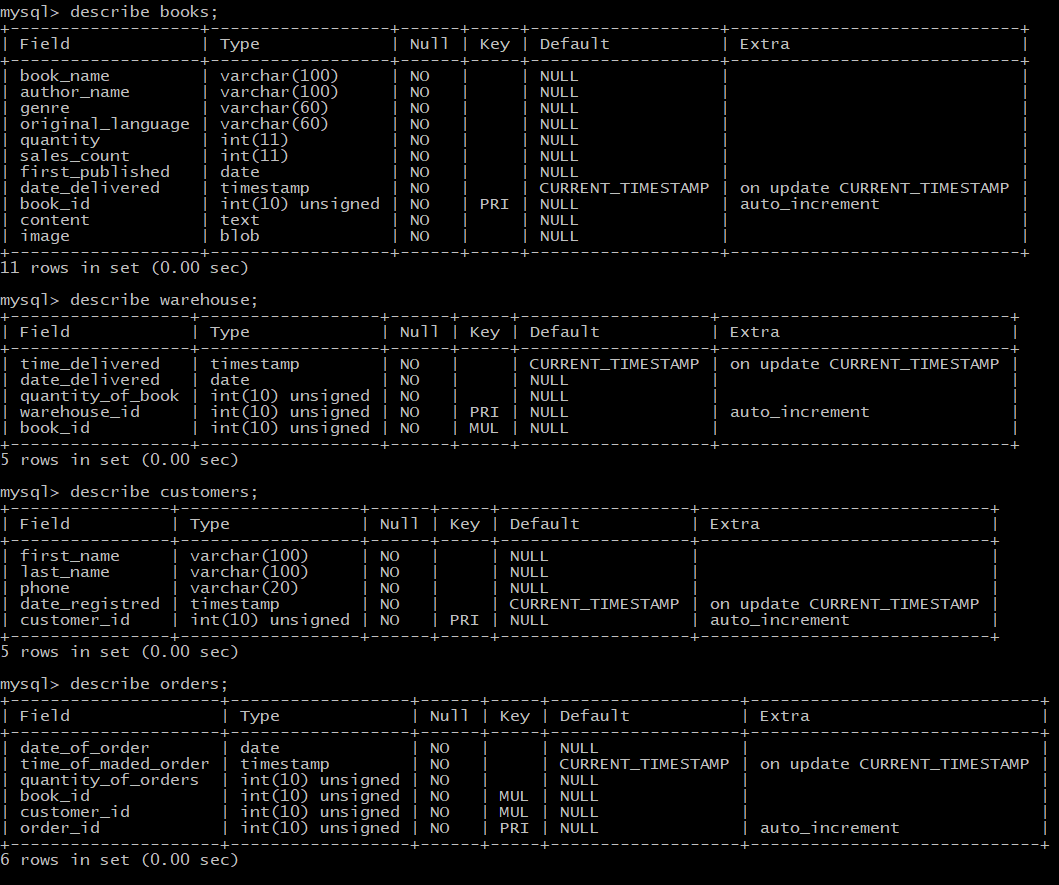 mysql> describe books;
+-------------------+------------------+------+-----+-------------------+-----------------------------+
| Field             | Type             | Null | Key | Default           | Extra                       |
+-------------------+------------------+------+-----+-------------------+-----------------------------+
| book_name         | varchar(100)     | NO   |     | NULL              |                             |
| author_name       | varchar(100)     | NO   |     | NULL              |                             |
| genre             | varchar(60)      | NO   |     | NULL              |                             |
| original_language | varchar(60)      | NO   |     | NULL              |                             |
| quantity          | int(11)          | NO   |     | NULL              |                             |
| sales_count       | int(11)          | NO   |     | NULL              |                             |
| first_published   | date             | NO   |     | NULL              |                             |
| date_delivered    | timestamp        | NO   |     | CURRENT_TIMESTAMP | on update CURRENT_TIMESTAMP |
| book_id           | int(10) unsigned | NO   | PRI | NULL              | auto_increment              |
| content           | text             | NO   |     | NULL              |                             |
| image             | blob             | NO   |     | NULL              |                             |
+-------------------+------------------+------+-----+-------------------+-----------------------------+
11 rows in set (0.00 sec)

mysql> describe warehouse;
+------------------+------------------+------+-----+-------------------+-----------------------------+
| Field            | Type             | Null | Key | Default           | Extra                       |
+------------------+------------------+------+-----+-------------------+-----------------------------+
| time_delivered   | timestamp        | NO   |     | CURRENT_TIMESTAMP | on update CURRENT_TIMESTAMP |
| date_delivered   | date             | NO   |     | NULL              |                             |
| quantity_of_book | int(10) unsigned | NO   |     | NULL              |                             |
| warehouse_id     | int(10) unsigned | NO   | PRI | NULL              | auto_increment              |
| book_id          | int(10) unsigned | NO   | MUL | NULL              |                             |
+------------------+------------------+------+-----+-------------------+-----------------------------+
5 rows in set (0.00 sec)

mysql> describe customers;
+----------------+------------------+------+-----+-------------------+-----------------------------+
| Field          | Type             | Null | Key | Default           | Extra                       |
+----------------+------------------+------+-----+-------------------+-----------------------------+
| first_name     | varchar(100)     | NO   |     | NULL              |                             |
| last_name      | varchar(100)     | NO   |     | NULL              |                             |
| phone          | varchar(20)      | NO   |     | NULL              |                             |
| date_registred | timestamp        | NO   |     | CURRENT_TIMESTAMP | on update CURRENT_TIMESTAMP |
| customer_id    | int(10) unsigned | NO   | PRI | NULL              | auto_increment              |
+----------------+------------------+------+-----+-------------------+-----------------------------+
5 rows in set (0.00 sec)

mysql> describe orders;
+---------------------+------------------+------+-----+-------------------+-----------------------------+
| Field               | Type             | Null | Key | Default           | Extra                       |
+---------------------+------------------+------+-----+-------------------+-----------------------------+
| date_of_order       | date             | NO   |     | NULL              |                             |
| time_of_maded_order | timestamp        | NO   |     | CURRENT_TIMESTAMP | on update CURRENT_TIMESTAMP |
| quantity_of_orders  | int(10) unsigned | NO   |     | NULL              |                             |
| book_id             | int(10) unsigned | NO   | MUL | NULL              |                             |
| customer_id         | int(10) unsigned | NO   | MUL | NULL              |                             |
| order_id            | int(10) unsigned | NO   | PRI | NULL              | auto_increment              |
+---------------------+------------------+------+-----+-------------------+-----------------------------+
6 rows in set (0.00 sec)